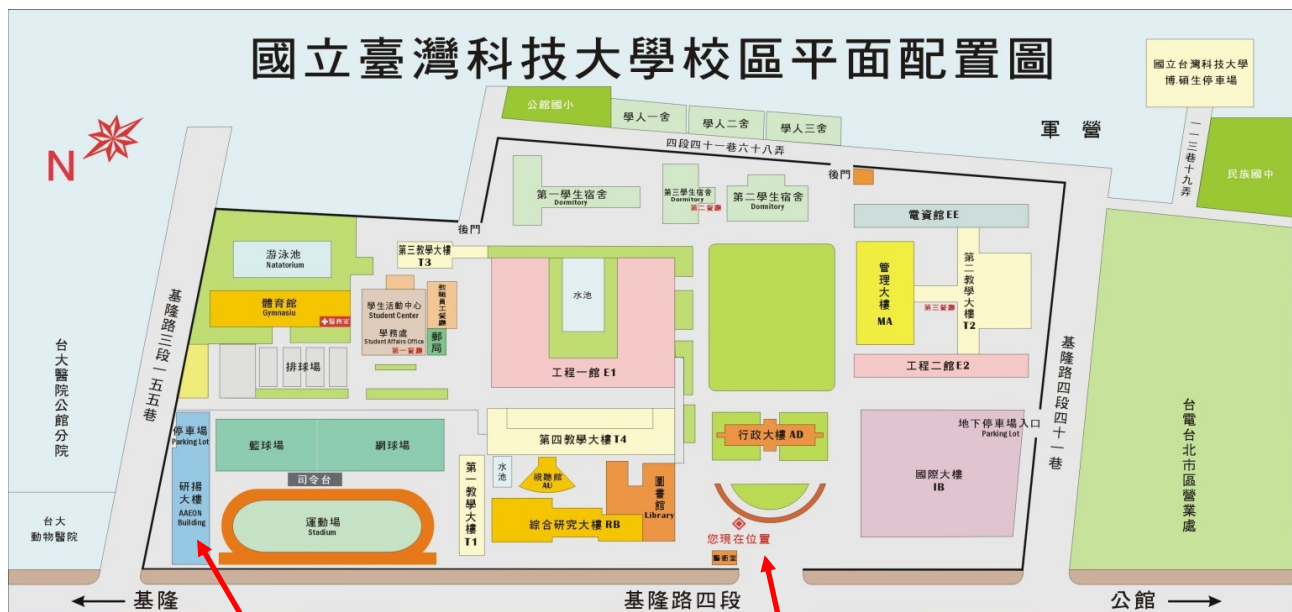 國立臺灣科技大學校區平面配置圖
國立台灣科技大學
博.碩生停車場
公館國小
學人一舍
學人二舍
學人三舍
軍營
一一三巷十九弄
民族國中
四段四十一巷六十八弄
N
後門
第一學生宿舍
Dormitory
第三學生宿舍
Dormitory
第二餐廳
第二學生宿舍
Dormitory
電資館EE
後門
第三教學大樓
T3
游泳池
Natatorium
基隆路三段一五五巷
體育館
Gymnasiu
醫務室
學生活動中心
Student Center
學務處
Student Affairs Office
第一餐廳
教職員工餐廳
郵局
水池
工程一館 E1
管理大樓
MA
第二教學大樓
T2
第三餐廳
工程二館 E2
排球場
台大醫院公館分院
停車場
Parking Lot
籃球場
網球場
第四教學大樓T4
行政大樓 AD
地下停車場入口
Parking Lot
基隆路四段四十一巷
台電台北市區營業處
司令台
研揚大樓
AAEON
Building
運動場
Stadium
第一教學大樓
T1
水池
視聽館
AU
圖書館
Library
綜合研究大樓 RB
國際大樓
IB
您現在位置
警衛室
台大
動物醫院
基隆
基隆路四段
公館